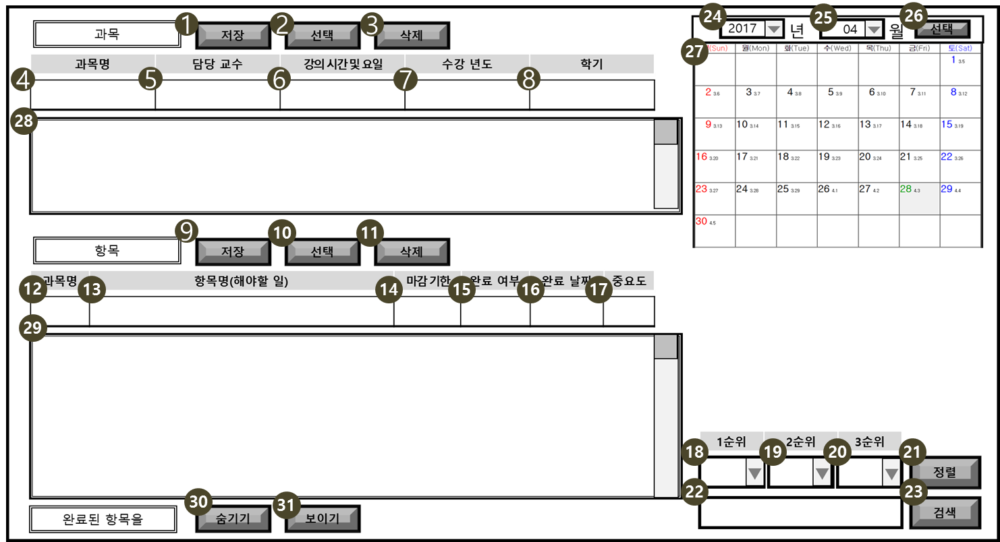 과목
1 저장
2 선택
3 삭제
과목명 담당 교수 강의 시간 및 요일 수강 년도 학기
4 5 6 7 8
28
항목
9 저장
10 선택
11 삭제
과목명 항목명(해야할 일) 마감 기한 완료 여부 완료 날짜 중요도
12 13 14 15 16 17
29
완료된 항목을
30 숨기기
31 보이기
24 2017 년 25 04 월 26 선택
27 (Sun) 월(Mon) 화(Tue) 수(Wed) 목(Thu) 금(Fri) 토(Sat)
1 3.5
2 3.6 3 3.7 4 3.8 5 3.9 6 3.10 7 3.11 8 3.12
9 3.13 10 3.14 11 3.15 12 3.16 13 3.17 14 3.18 15 3.19
16 3.20 17 3.21 18 3.22 19 3.23 20 3.24 21 3.25 22 3.26
23 3.27 24 3.28 25 3.29 26 4.1 27 4.2 28 4.3 29 4.4
30 4.5
1순위 2순위 3순위
18 19 20 21 정렬
22 23 검색